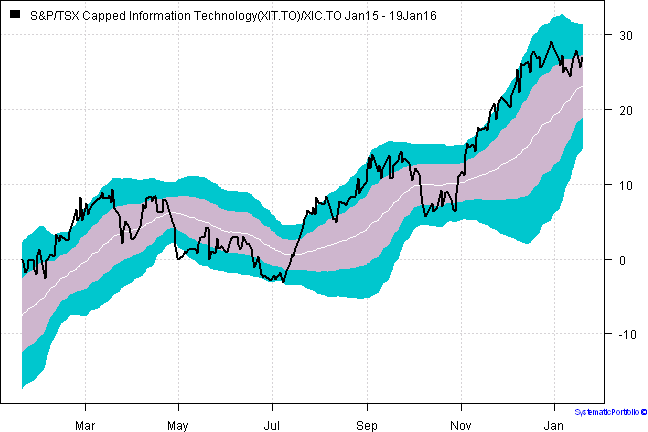 S&P/TSX Capped Information Technology(XIT.TO)/XIC.TO Jan15 - 19Jan16
30
20
10
0
-10
Mar May Jul Sep Nov Jan
SystematicPortfolio ©